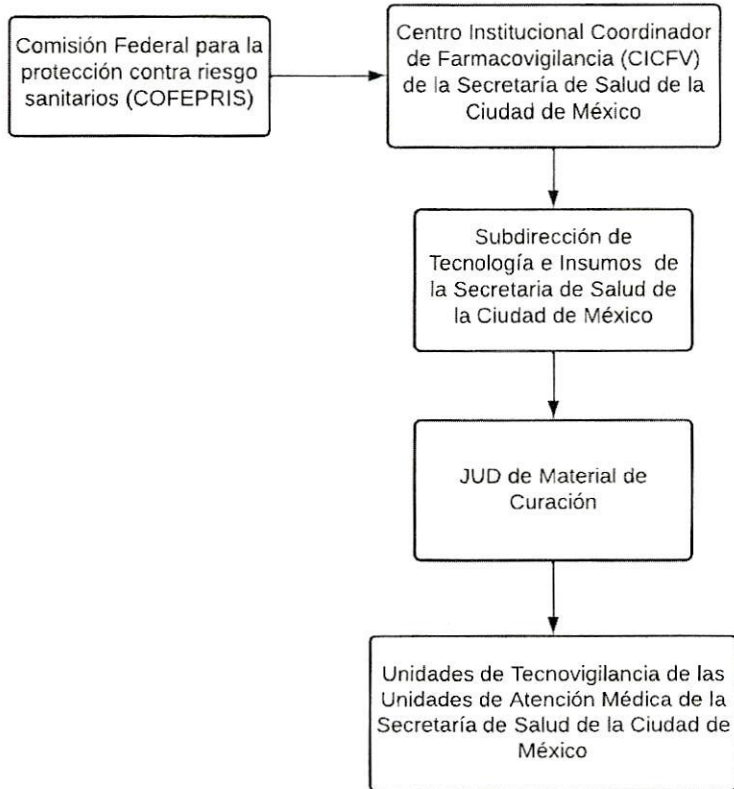 Comisión Federal para la
protección contra riesgo
sanitarios (COFEPRIS)
Centro Institucional Coordinador
de Farmacovigilancia (CICFV)
de la Secretaría de Salud de la
Ciudad de México
Subdirección de
Tecnología e Insumos de
la Secretaria de Salud de
la Ciudad de México
JUD de Material de
Curación
Unidades de Tecnovigilancia de las
Unidades de Atención Médica de la
Secretaría de Salud de la Ciudad de
México